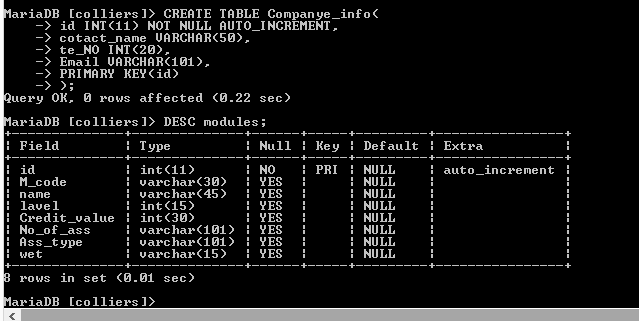 MariaDB [colliers]> CREATE TABLE Companye_info(
    -> id INT(11) NOT NULL AUTO_INCREMENT,
    -> cotact_name VARCHAR(50),
    -> te_NO INT(20),
    -> Email VARCHAR(101),
    -> PRIMARY KEY(id)
    -> );
Query OK, 0 rows affected (0.22 sec)
MariaDB [colliers]> DESC modules;
+--------------+--------------+------+-----+---------+----------------+
| Field        | Type         | Null | Key | Default | Extra          |
+--------------+--------------+------+-----+---------+----------------+
| id           | int(11)      | NO   | PRI | NULL    | auto_increment |
| M_code       | varchar(30)  | YES  |     | NULL    |                |
| name         | varchar(45)  | YES  |     | NULL    |                |
| lavel        | int(15)      | YES  |     | NULL    |                |
| Credit_value | int(30)      | YES  |     | NULL    |                |
| No_of_ass    | varchar(101) | YES  |     | NULL    |                |
| Ass_type     | varchar(101) | YES  |     | NULL    |                |
| wet          | varchar(15)  | YES  |     | NULL    |                |
+--------------+--------------+------+-----+---------+----------------+
8 rows in set (0.01 sec)
MariaDB [colliers]>